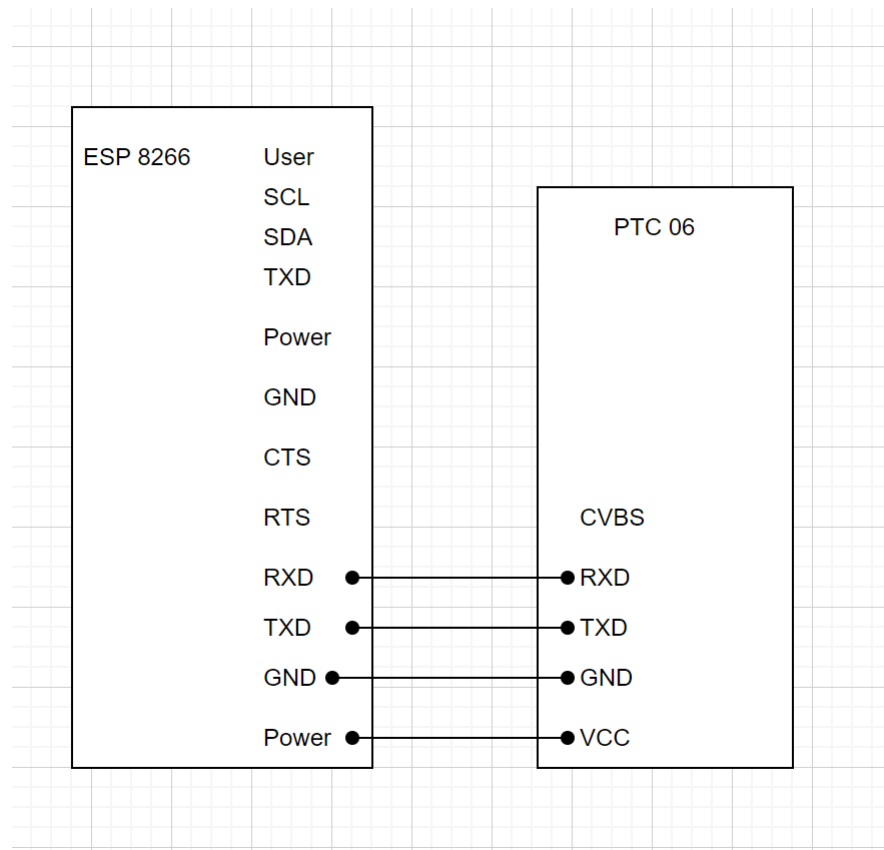 ESP 8266
User
SCL
SDA
TXD
Power
GND
CTS
RTS
RXD
TXD
GND
Power
PTC 06
CVBS
RXD
TXD
GND
VCC